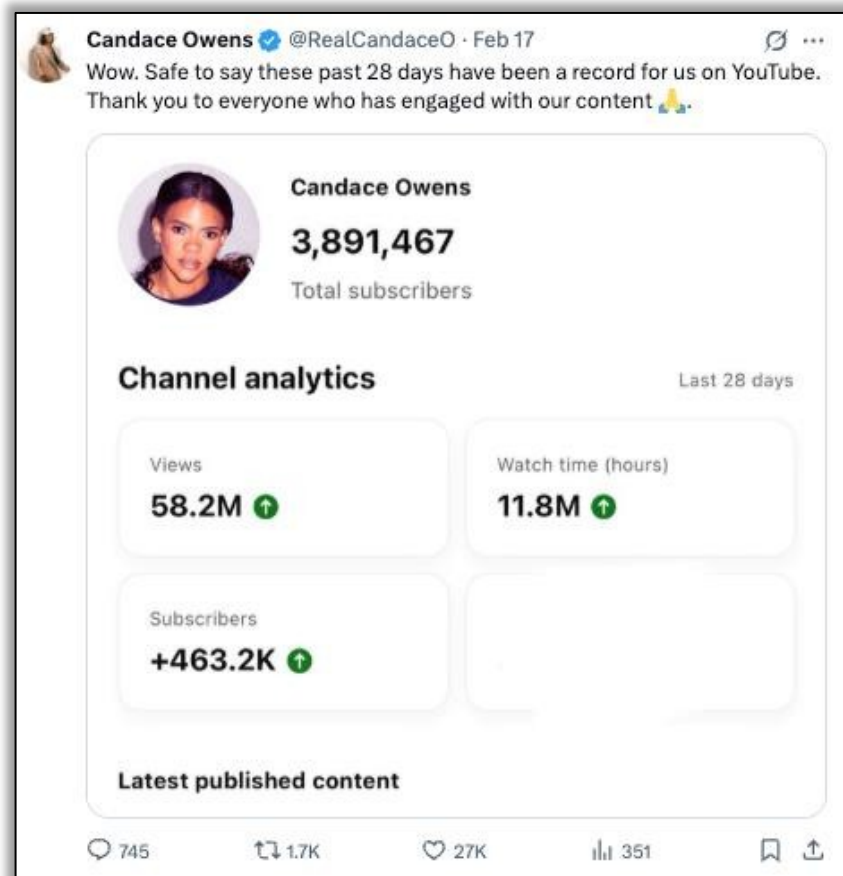 Candace Owens @RealCandaceO · Feb 17
Wow. Safe to say these past 28 days have been a record for us on YouTube.
Thank you to everyone who has engaged with our content 🙏.
Candace Owens
3,891,467
Total subscribers
Channel analytics
Last 28 days
Views
58.2M
Watch time (hours)
11.8M
Subscribers
+463.2K
Latest published content
745 1.7K 27K 351